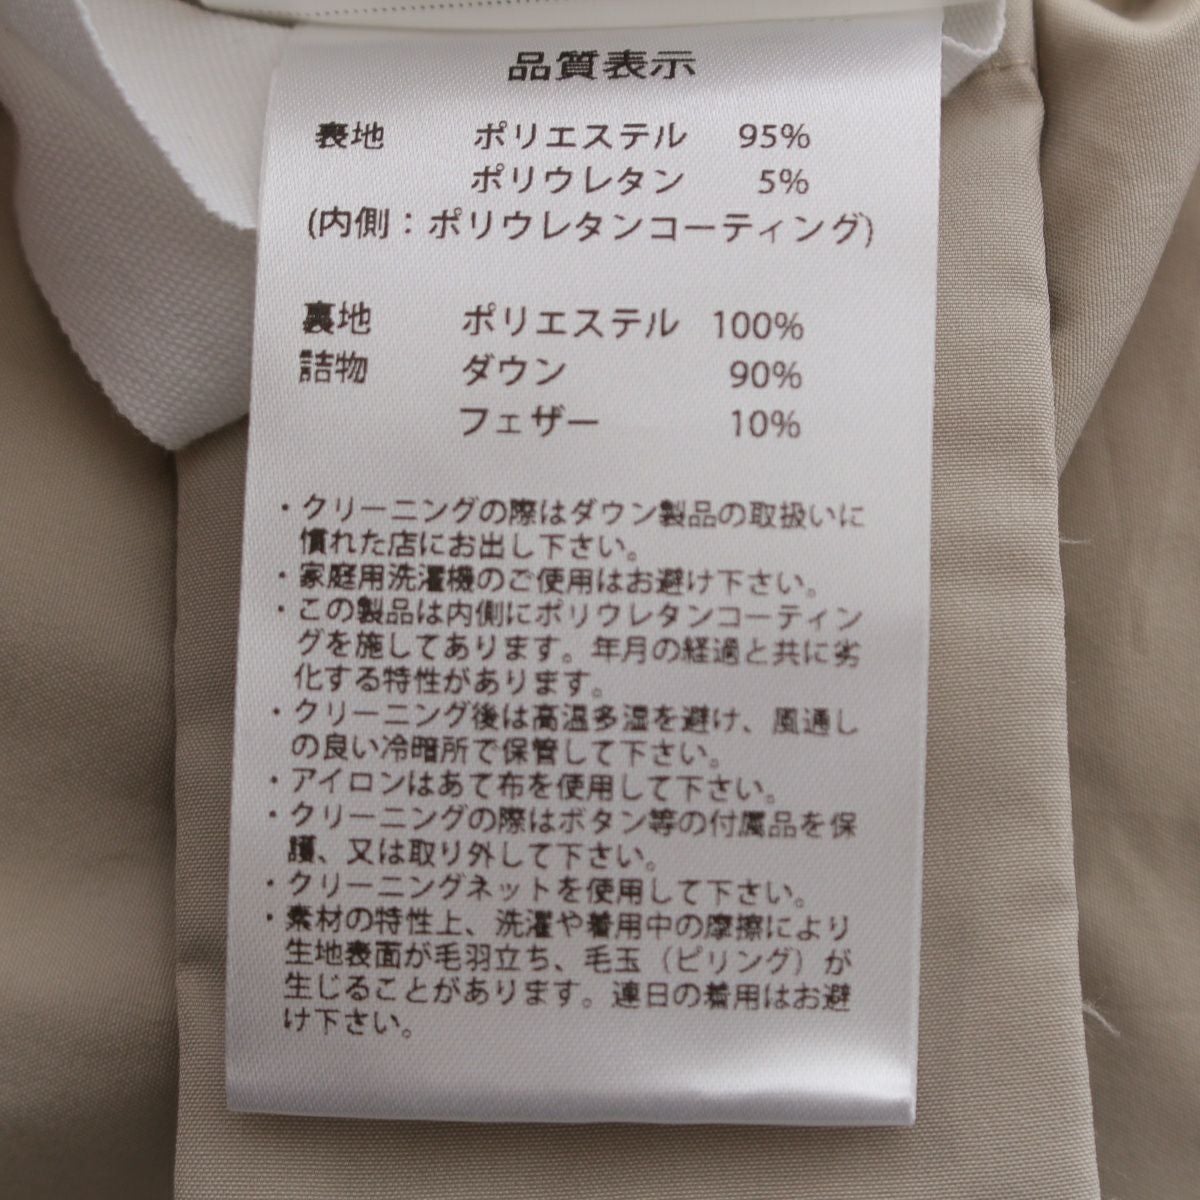 品質表示
表地 ポリエステル 95%
ポリウレタン 5%
(内側：ポリウレタンコーティング)
裏地 ポリエステル 100%
詰物 ダウン 90%
フェザー 10%
・クリーニングの際はダウン製品の取扱いに
慣れた店にお出し下さい。
・家庭用洗濯機のご使用はお避け下さい。
・この製品は内側にポリウレタンコーティン
グを施してあります。年月の経過と共に劣
化する特性があります。
・クリーニング後は高温多湿を避け、風通し
の良い冷暗所で保管して下さい。
・アイロンはあて布を使用して下さい。
・クリーニングの際はボタン等の付属品を保
護、又は取り外して下さい。
・クリーニングネットを使用して下さい。
・素材の特性上、洗濯や着用中の摩擦により
生地表面が毛羽立ち、毛玉（ピリング）が
生じることがあります。連日の着用はお避
け下さい。